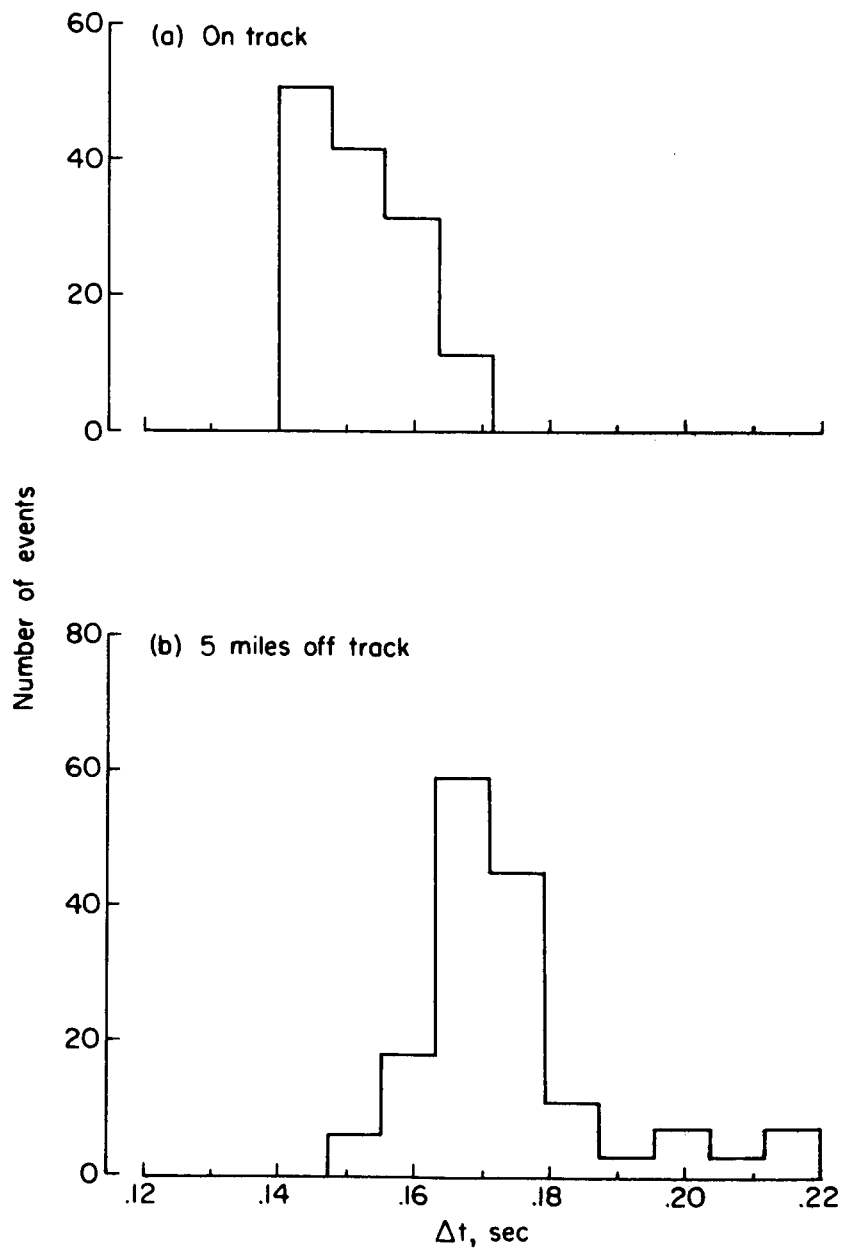 60
(a) On track
40
20
0
Number of events
80
(b) 5 miles off track
60
40
20
0
.12 .14 .16 .18 .20 .22
Δt, sec